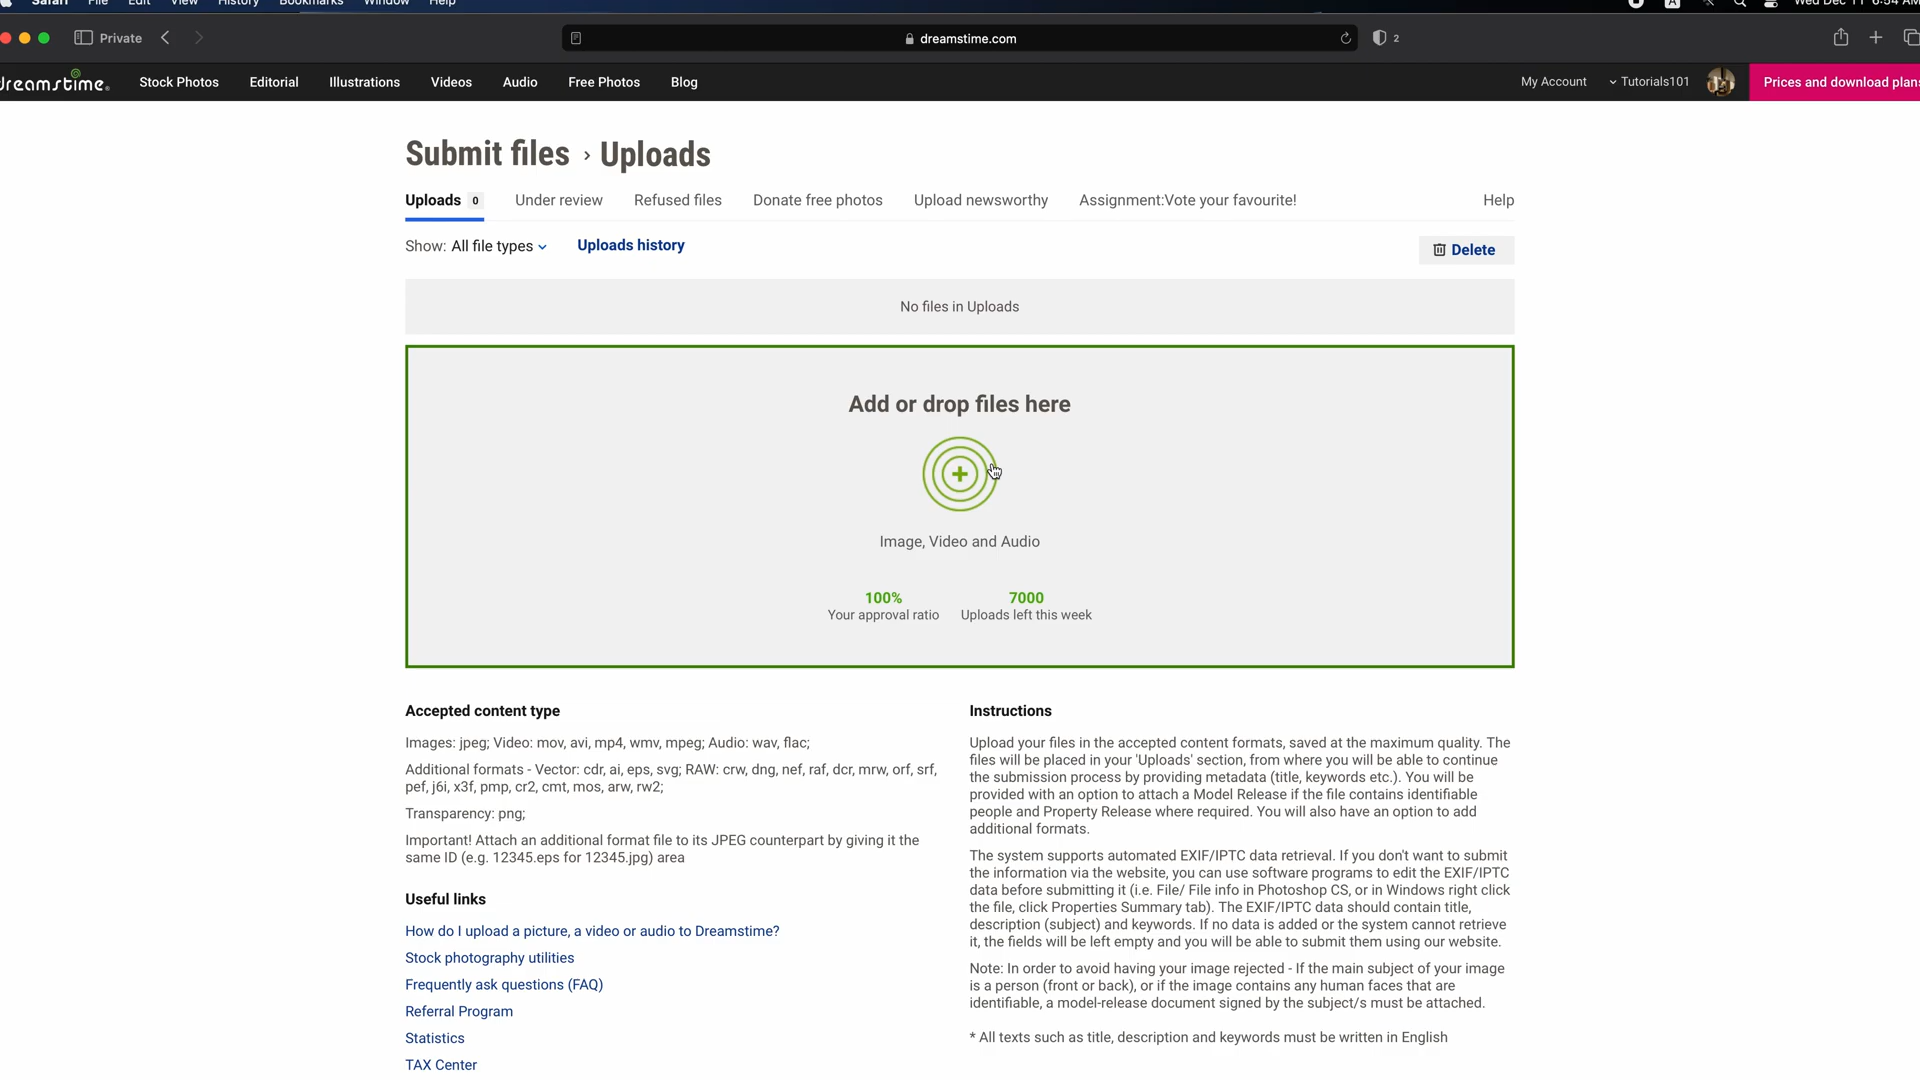 Safari File Edit View History Bookmarks Window Help A Wed Dec 11 6:54 AM
Private dreamstime.com 2
dreamstime. Stock Photos Editorial Illustrations Videos Audio Free Photos Blog My Account Tutorials101 Prices and download plans
Submit files › Uploads
Uploads 0 Under review Refused files Donate free photos Upload newsworthy Assignment:Vote your favourite! Help
Show: All file types Uploads history Delete
No files in Uploads
Add or drop files here
Image, Video and Audio
100% 7000
Your approval ratio Uploads left this week
Accepted content type
Images: jpeg; Video: mov, avi, mp4, wmv, mpeg; Audio: wav, flac;
Additional formats - Vector: cdr, ai, eps, svg; RAW: crw, dng, nef, raf, dcr, mrw, orf, srf,
pef, j6i, x3f, pmp, cr2, cmt, mos, arw, rw2;
Transparency: png;
Important! Attach an additional format file to its JPEG counterpart by giving it the
same ID (e.g. 12345.eps for 12345.jpg) area
Useful links
How do I upload a picture, a video or audio to Dreamstime?
Stock photography utilities
Frequently ask questions (FAQ)
Referral Program
Statistics
TAX Center
Instructions
Upload your files in the accepted content formats, saved at the maximum quality. The
files will be placed in your 'Uploads' section, from where you will be able to continue
the submission process by providing metadata (title, keywords etc.). You will be
provided with an option to attach a Model Release if the file contains identifiable
people and Property Release where required. You will also have an option to add
additional formats.
The system supports automated EXIF/IPTC data retrieval. If you don't want to submit
the information via the website, you can use software programs to edit the EXIF/IPTC
data before submitting it (i.e. File/ File info in Photoshop CS, or in Windows right click
the file, click Properties Summary tab). The EXIF/IPTC data should contain title,
description (subject) and keywords. If no data is added or the system cannot retrieve
it, the fields will be left empty and you will be able to submit them using our website.
Note: In order to avoid having your image rejected - If the main subject of your image
is a person (front or back), or if the image contains any human faces that are
identifiable, a model-release document signed by the subject/s must be attached.
* All texts such as title, description and keywords must be written in English